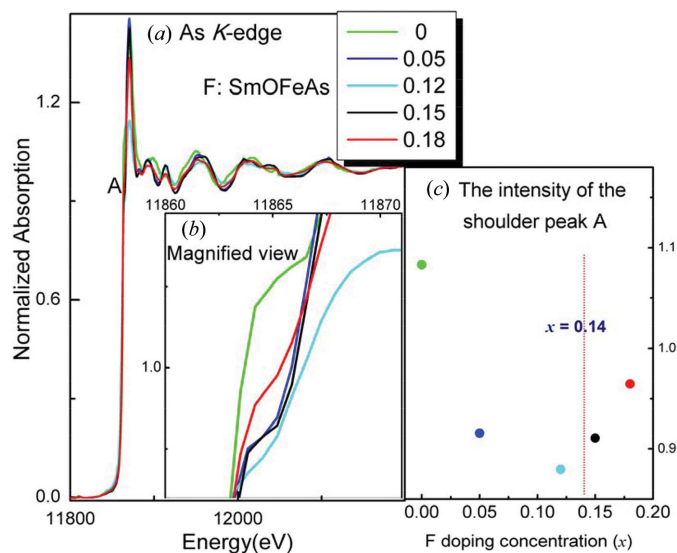 (a) As K-edge
F: SmOFeAs
0
0.05
0.12
0.15
0.18
1.2
0.6
0.0
Normalized Absorption
A
11800
12000
Energy(eV)
11860
11865
11870
(b)
Magnified view
1.0
(c) The intensity of the
shoulder peak A
x = 0.14
1.1
1.0
0.9
0.00
0.05
0.10
0.15
0.20
F doping concentration (x)